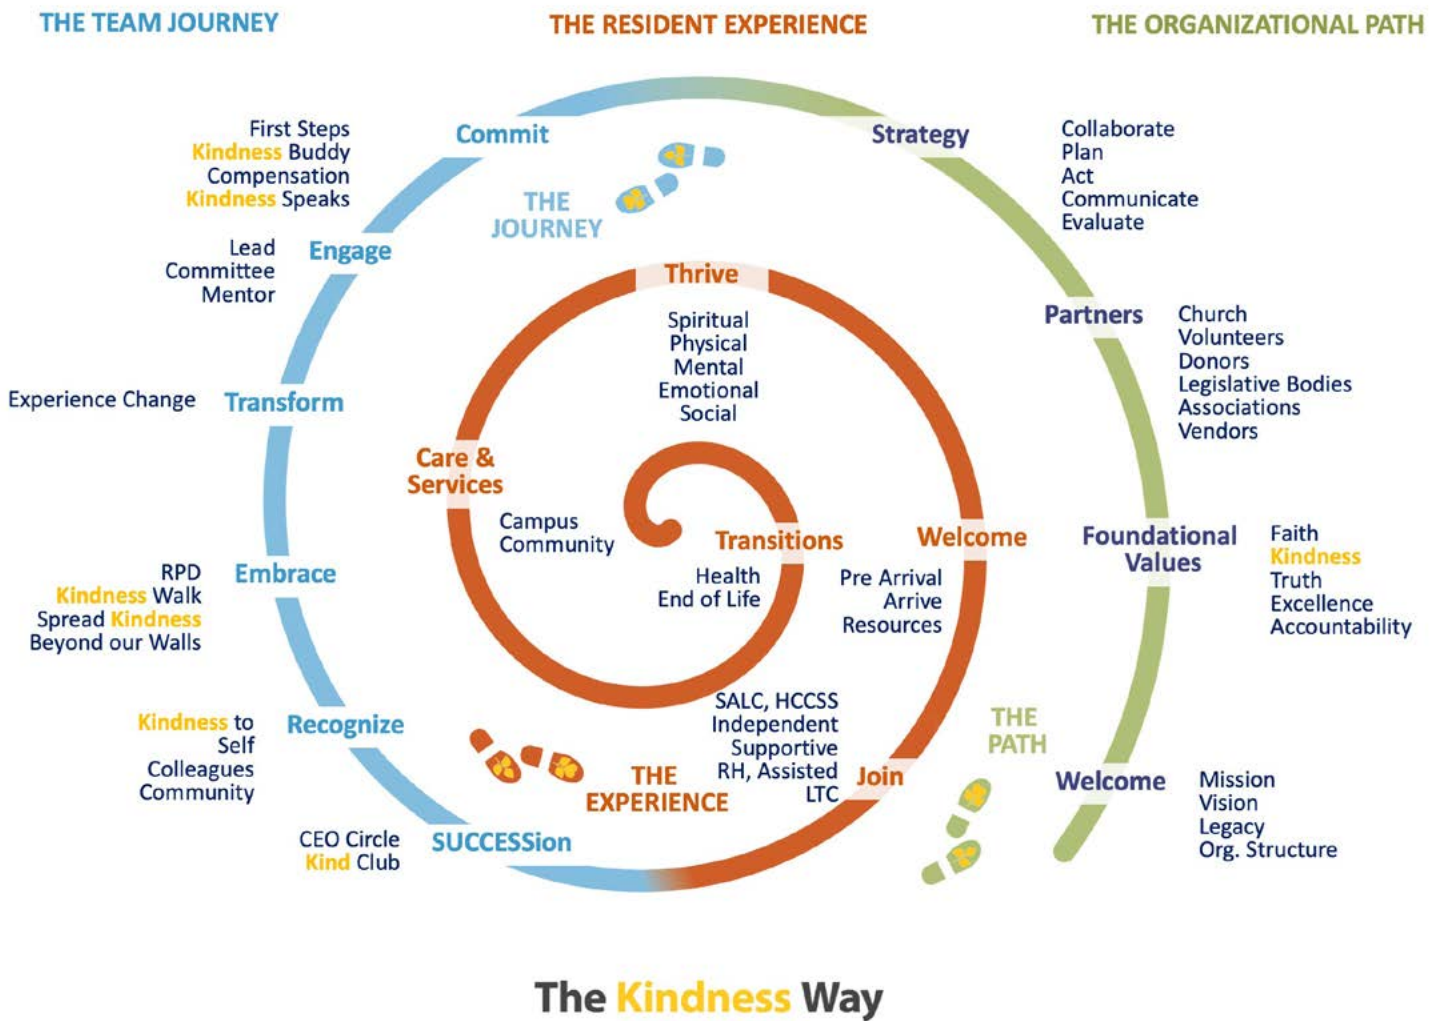 THE TEAM JOURNEY
THE RESIDENT EXPERIENCE
THE ORGANIZATIONAL PATH
Commit
First Steps
Kindness Buddy
Compensation
Kindness Speaks
Engage
Lead
Committee
Mentor
Transform
Experience Change
Embrace
RPD
Kindness Walk
Spread Kindness
Beyond our Walls
Recognize
Kindness to
Self
Colleagues
Community
SUCCESSion
CEO Circle
Kind Club
THE
JOURNEY
Thrive
Spiritual
Physical
Mental
Emotional
Social
Care &
Services
Campus
Community
Transitions
Health
End of Life
Welcome
Pre Arrival
Arrive
Resources
Join
SALC, HCCSS
Independent
Supportive
RH, Assisted
LTC
THE
EXPERIENCE
Strategy
Collaborate
Plan
Act
Communicate
Evaluate
Partners
Church
Volunteers
Donors
Legislative Bodies
Associations
Vendors
Foundational
Values
Faith
Kindness
Truth
Excellence
Accountability
THE
PATH
Welcome
Mission
Vision
Legacy
Org. Structure
The Kindness Way